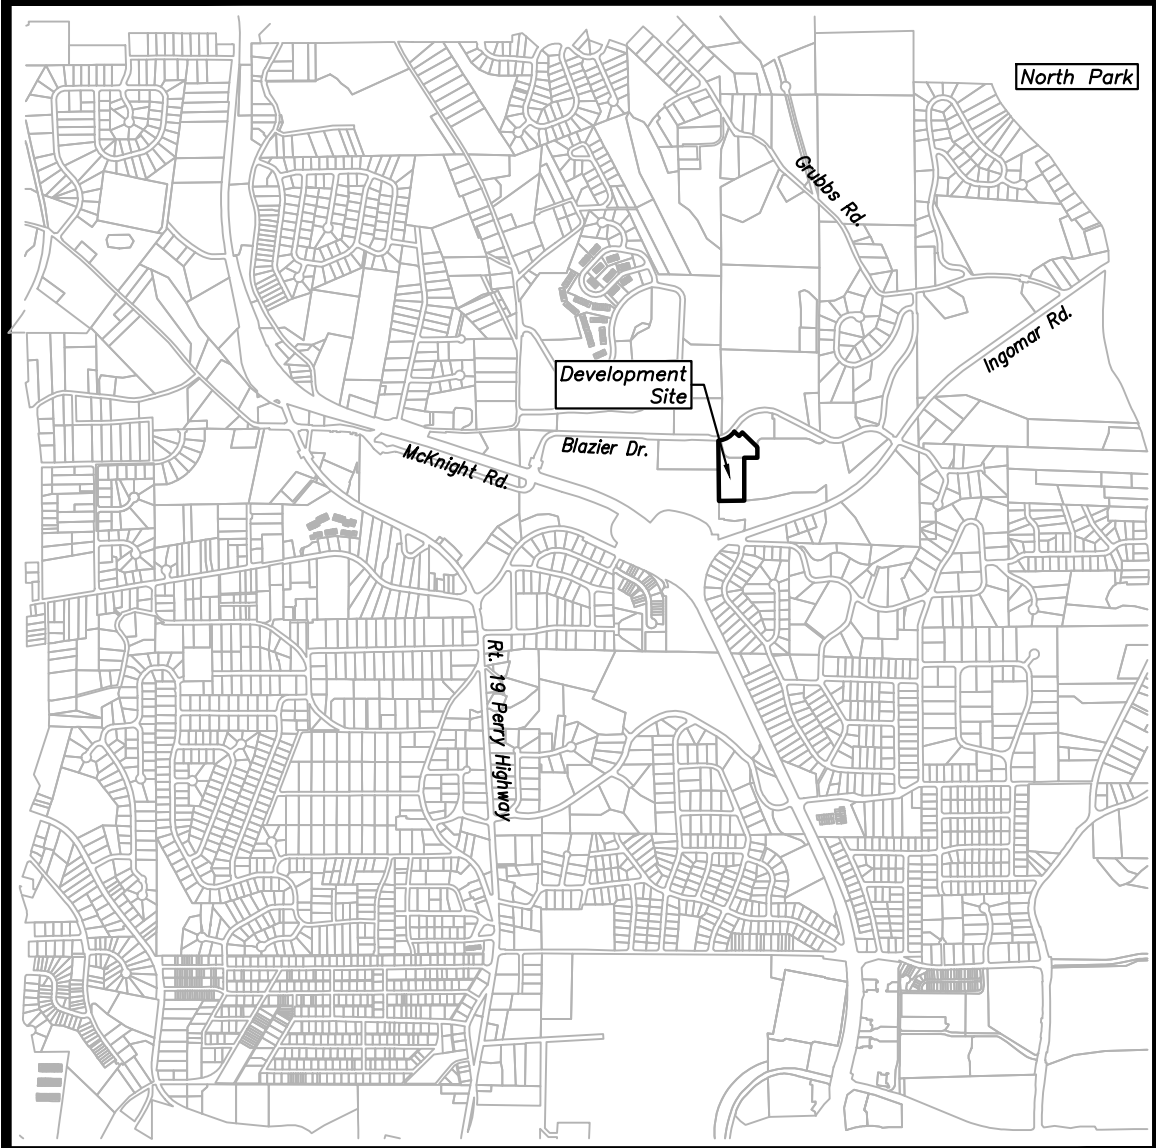 North Park
Grubbs Rd.
Ingomar Rd.
Development
Site
Blazier Dr.
McKnight Rd.
Rt. 19 Perry Highway